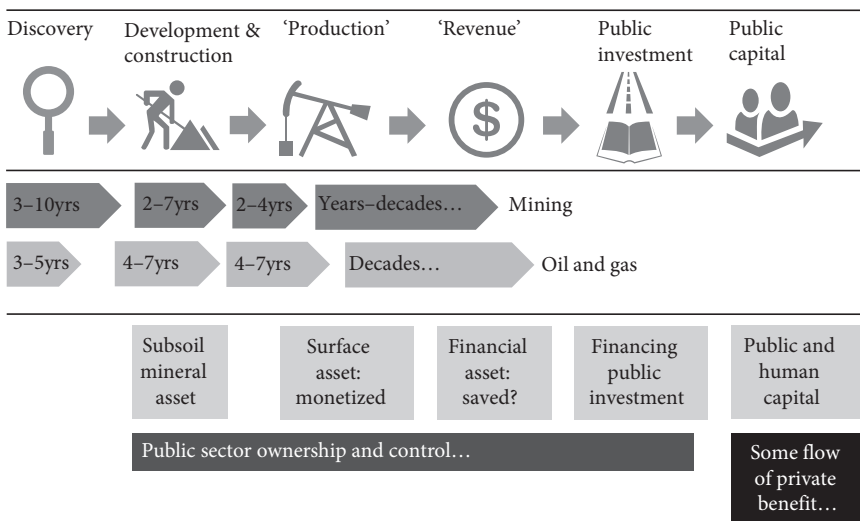 Discovery
Development &
construction
‘Production’
‘Revenue’
Public
investment
Public
capital
$
3–10yrs
2–7yrs
2–4yrs
Years–decades…
Mining
3–5yrs
4–7yrs
4–7yrs
Decades…
Oil and gas
Subsoil
mineral
asset
Surface
asset:
monetized
Financial
asset:
saved?
Financing
public
investment
Public and
human
capital
Public sector ownership and control…
Some flow
of private
benefit…